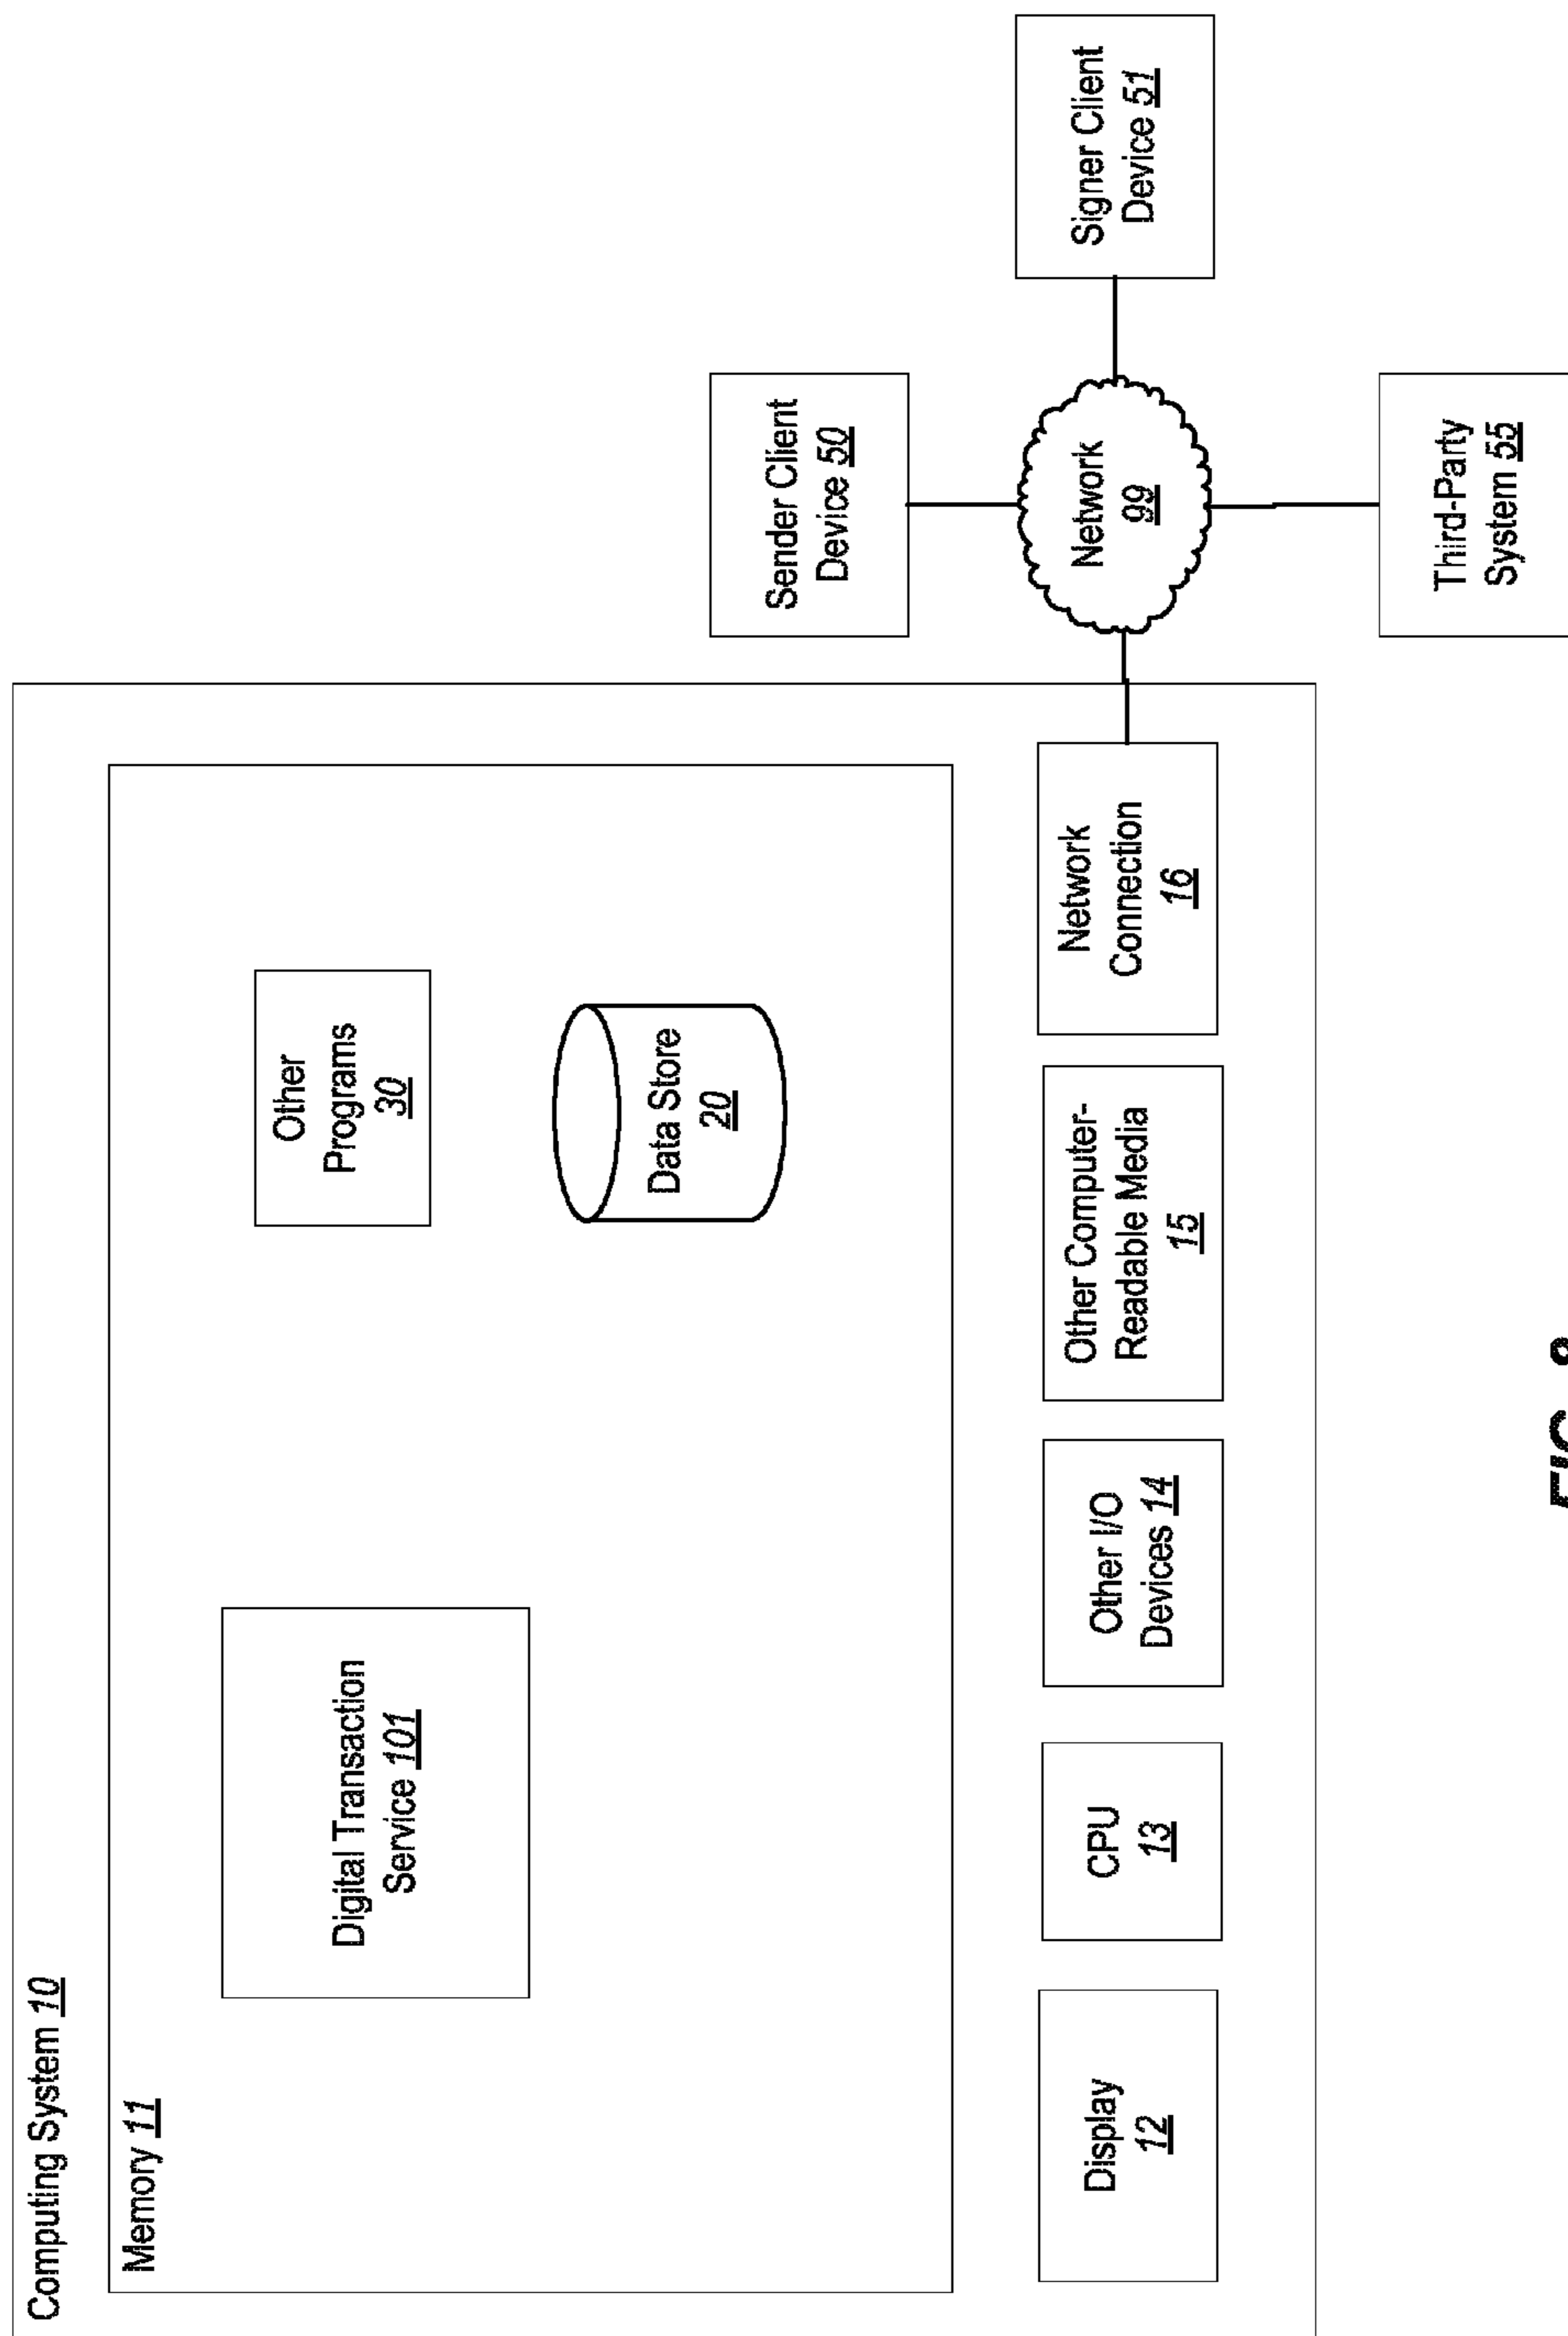 Computing System 10
Memory 11
Digital Transaction
Service 101
Other
Programs
30
Data Store
20
Display
12
CPU
13
Other I/O
Devices 14
Other Computer-
Readable Media
15
Network
Connection
16
Sender Client
Device 50
Network
99
Signer Client
Device 51
Third-Party
System 55